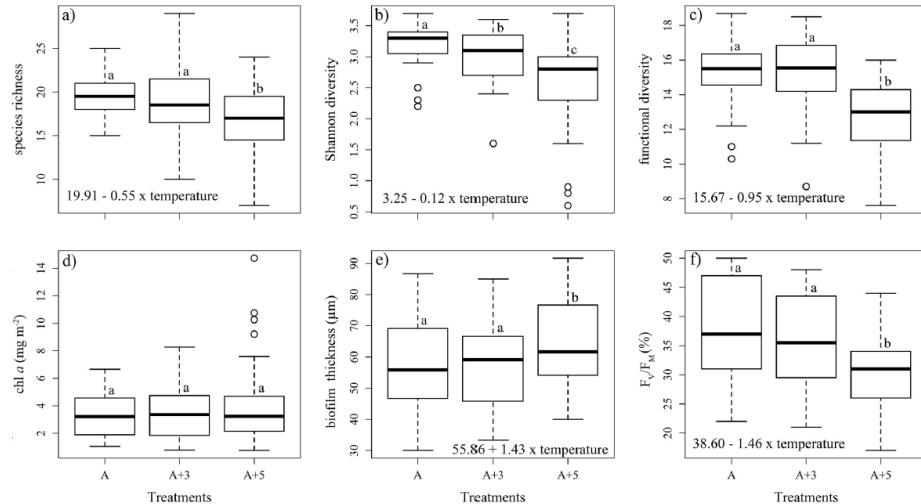 a)
species richness
10 15 20 25
a
a
b
19.91 - 0.55 x temperature
b)
Shannon diversity
0.5 1.0 1.5 2.0 2.5 3.0 3.5
a
b
c
3.25 - 0.12 x temperature
c)
functional diversity
8 10 12 14 16 18
a
a
b
15.67 - 0.95 x temperature
d)
chl a (mg m-2)
2 4 6 8 10 12 14
a
a
a
A A+3 A+5
Treatments
e)
biofilm thickness (µm)
30 40 50 60 70 80 90
a
a
b
55.86 + 1.43 x temperature
A A+3 A+5
Treatments
f)
FV/FM (%)
20 25 30 35 40 45 50
a
a
b
38.60 - 1.46 x temperature
A A+3 A+5
Treatments